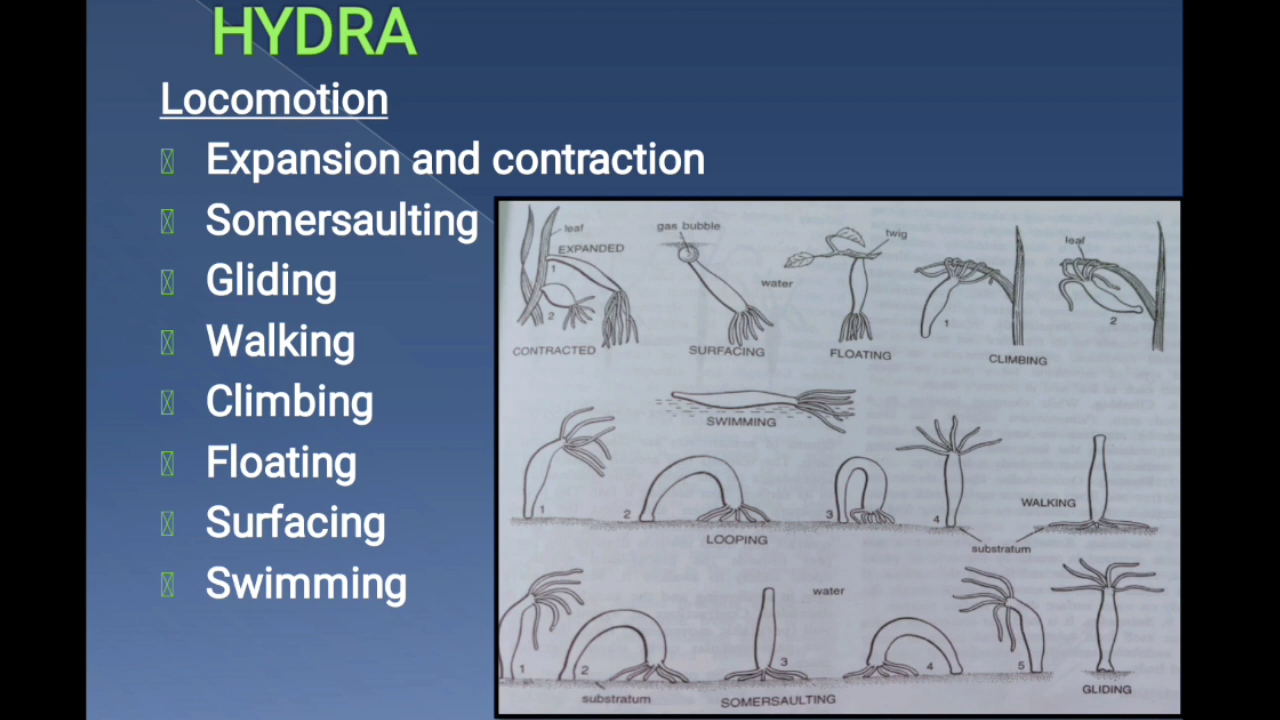 HYDRA
Locomotion
Expansion and contraction
Somersaulting
Gliding
Walking
Climbing
Floating
Surfacing
Swimming
leaf
EXPANDED
1
2
CONTRACTED
gas bubble
SURFACING
water
twig
FLOATING
1
leaf
2
CLIMBING
SWIMMING
1
2
3
4
LOOPING
WALKING
substratum
1
2
3
4
5
water
substratum
SOMERSAULTING
GLIDING